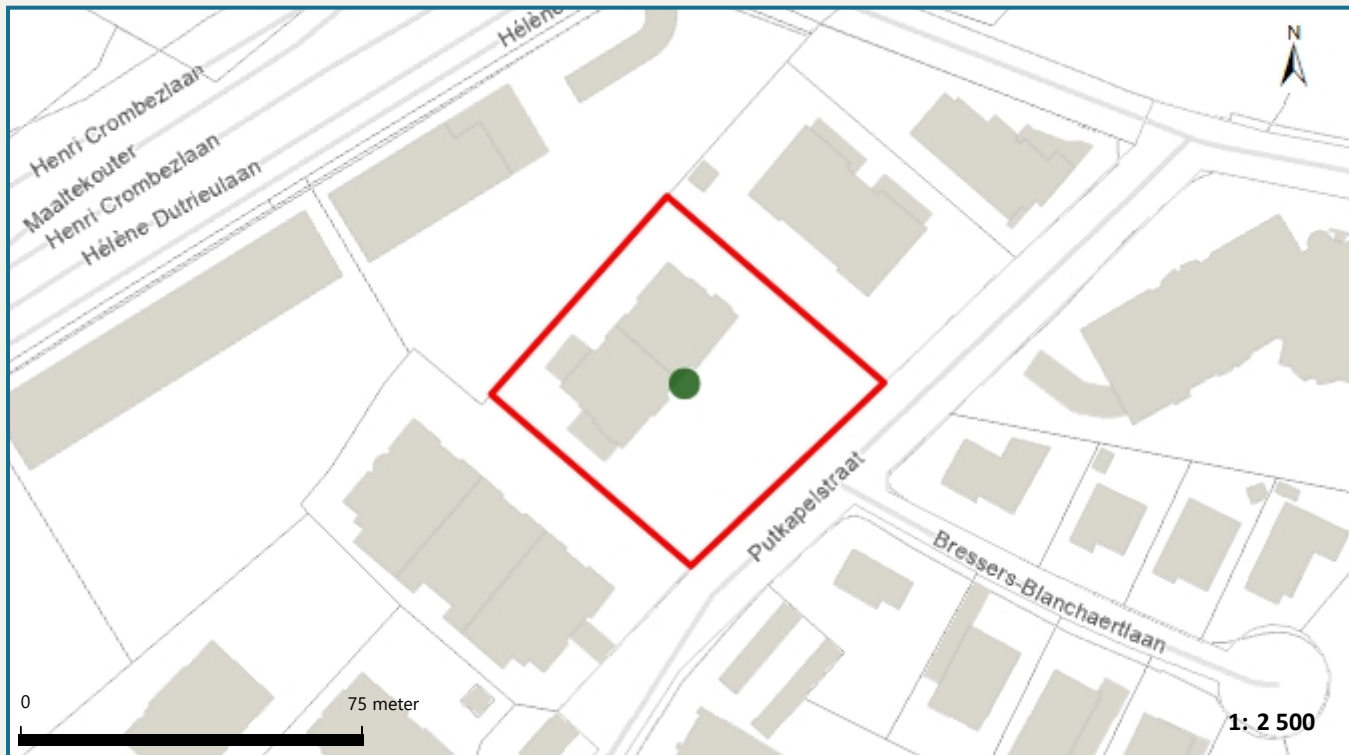 Hélène
N
Henri Crombezlaan
Maaltekouter
Henri Crombezlaan
Hélène Dutrieulaan
Putkapelstraat
Bressers-Blanchaertlaan
0
75 meter
1: 2 500